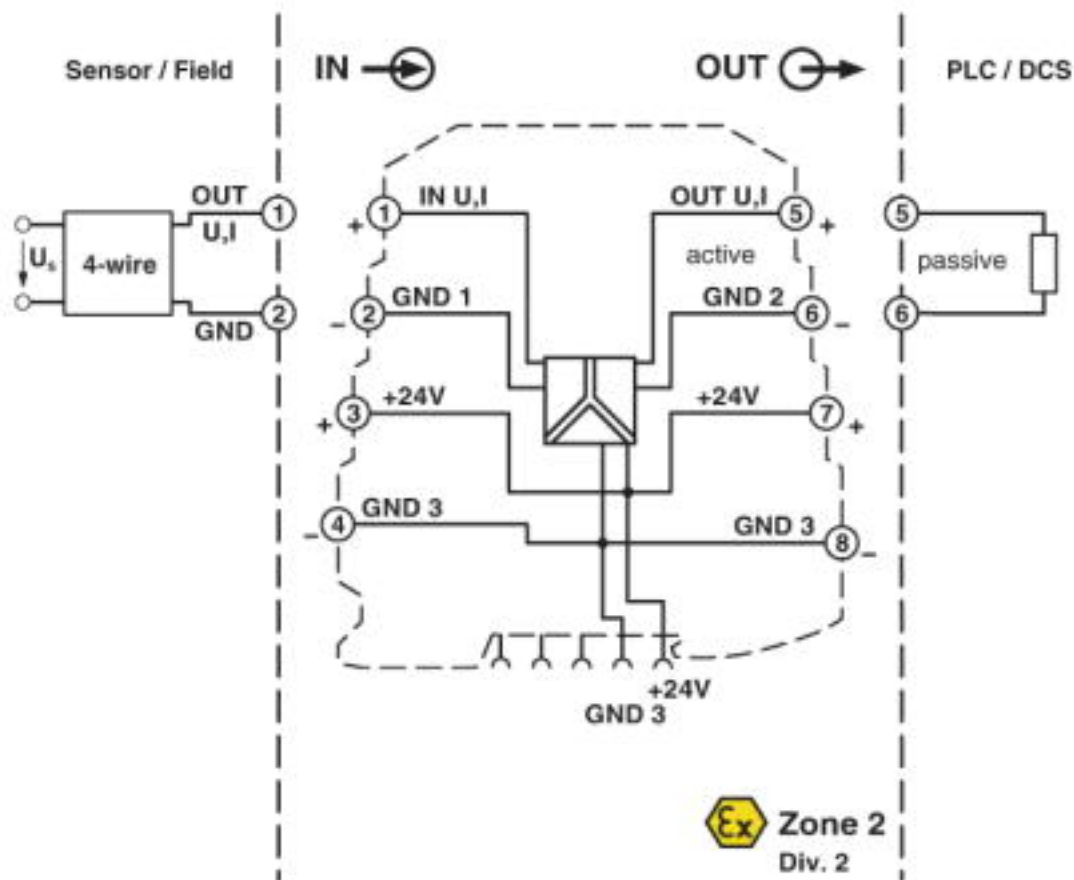 Sensor / Field
IN
OUT
PLC / DCS
OUT
U,I
1
1
IN U,I
OUT U,I
5
5
+
+
Us
4-wire
active
passive
GND
2
2
GND 1
GND 2
6
6
-
-
3
+24V
+24V
7
+
+
4
GND 3
GND 3
8
-
-
+24V
GND 3
Ex
Zone 2
Div. 2